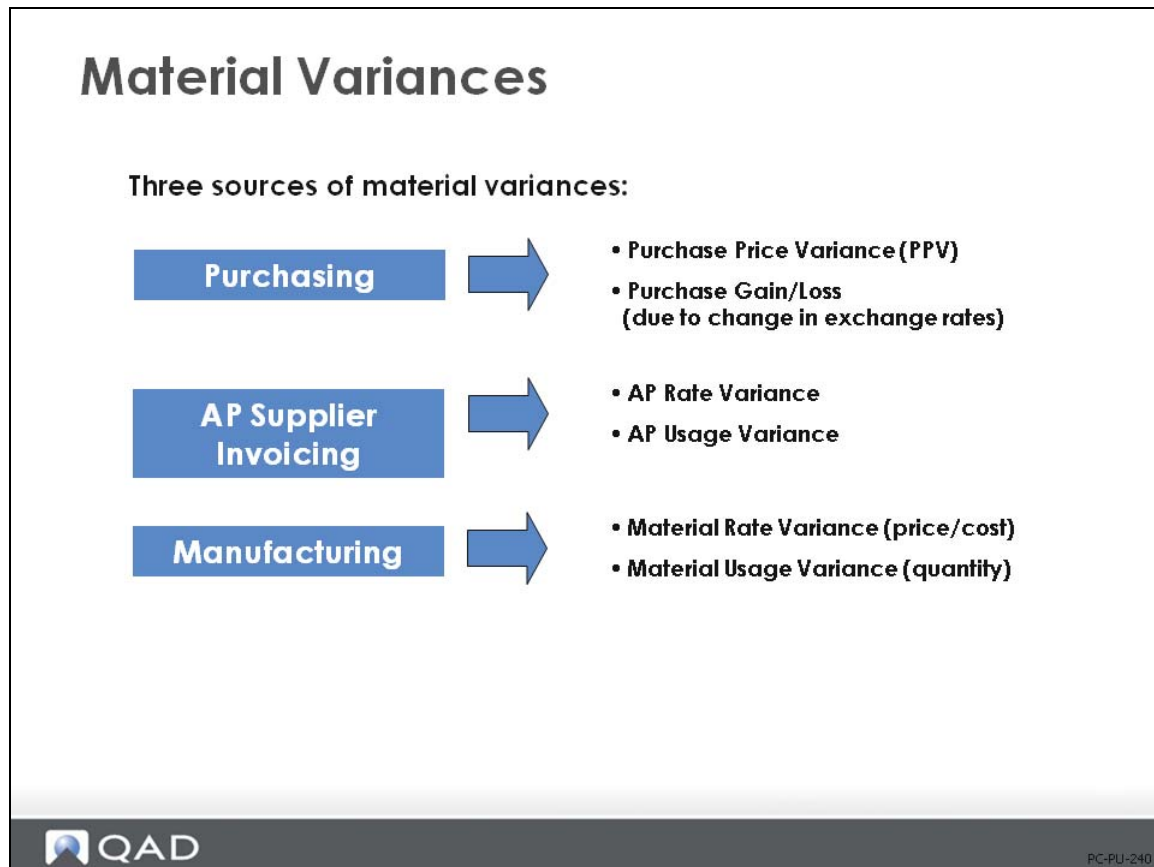 Material Variances
Three sources of material variances:
Purchasing
• Purchase Price Variance (PPV)
• Purchase Gain/Loss
(due to change in exchange rates)
AP Supplier
Invoicing
• AP Rate Variance
• AP Usage Variance
Manufacturing
• Material Rate Variance (price/cost)
• Material Usage Variance (quantity)
QAD
PC-PU-240